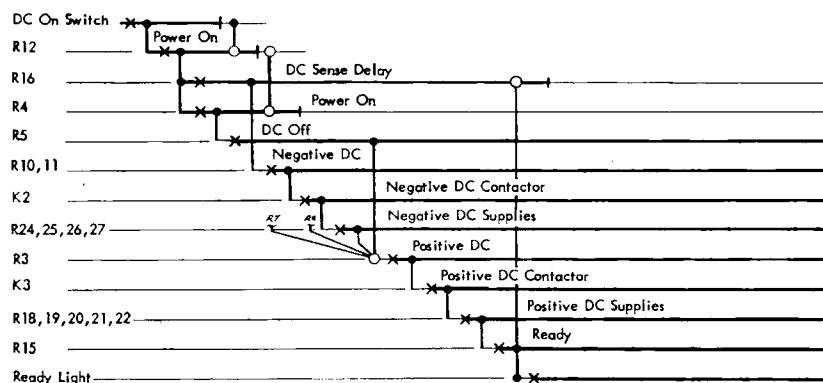 DC On Switch
Power On
R12
R16 DC Sense Delay
R4 Power On
R5 DC Off
R10,11 Negative DC
K2 Negative DC Contactor
R24,25,26,27 Negative DC Supplies
R3 Positive DC
K3 Positive DC Contactor
R18,19,20,21,22 Positive DC Supplies
R15 Ready
Ready Light